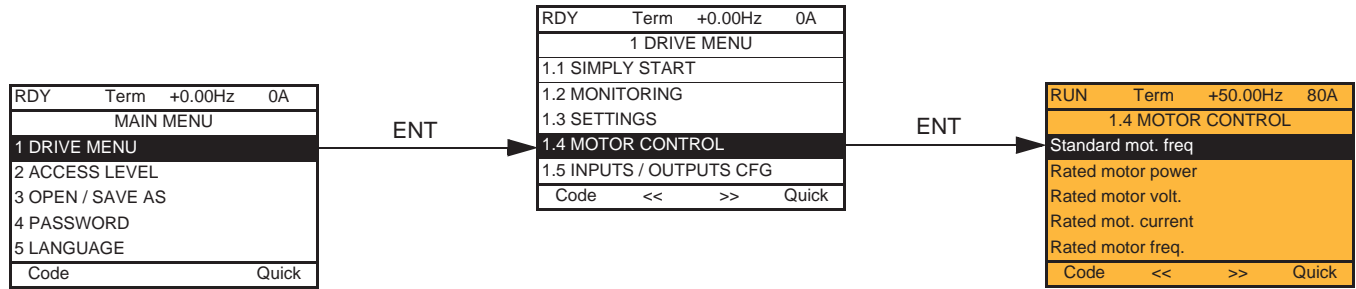 RDY Term +0.00Hz 0A
MAIN MENU
1 DRIVE MENU
2 ACCESS LEVEL
3 OPEN / SAVE AS
4 PASSWORD
5 LANGUAGE
Code Quick
ENT
RDY Term +0.00Hz 0A
1 DRIVE MENU
1.1 SIMPLY START
1.2 MONITORING
1.3 SETTINGS
1.4 MOTOR CONTROL
1.5 INPUTS / OUTPUTS CFG
Code << >> Quick
ENT
RUN Term +50.00Hz 80A
1.4 MOTOR CONTROL
Standard mot. freq
Rated motor power
Rated motor volt.
Rated mot. current
Rated motor freq.
Code << >> Quick